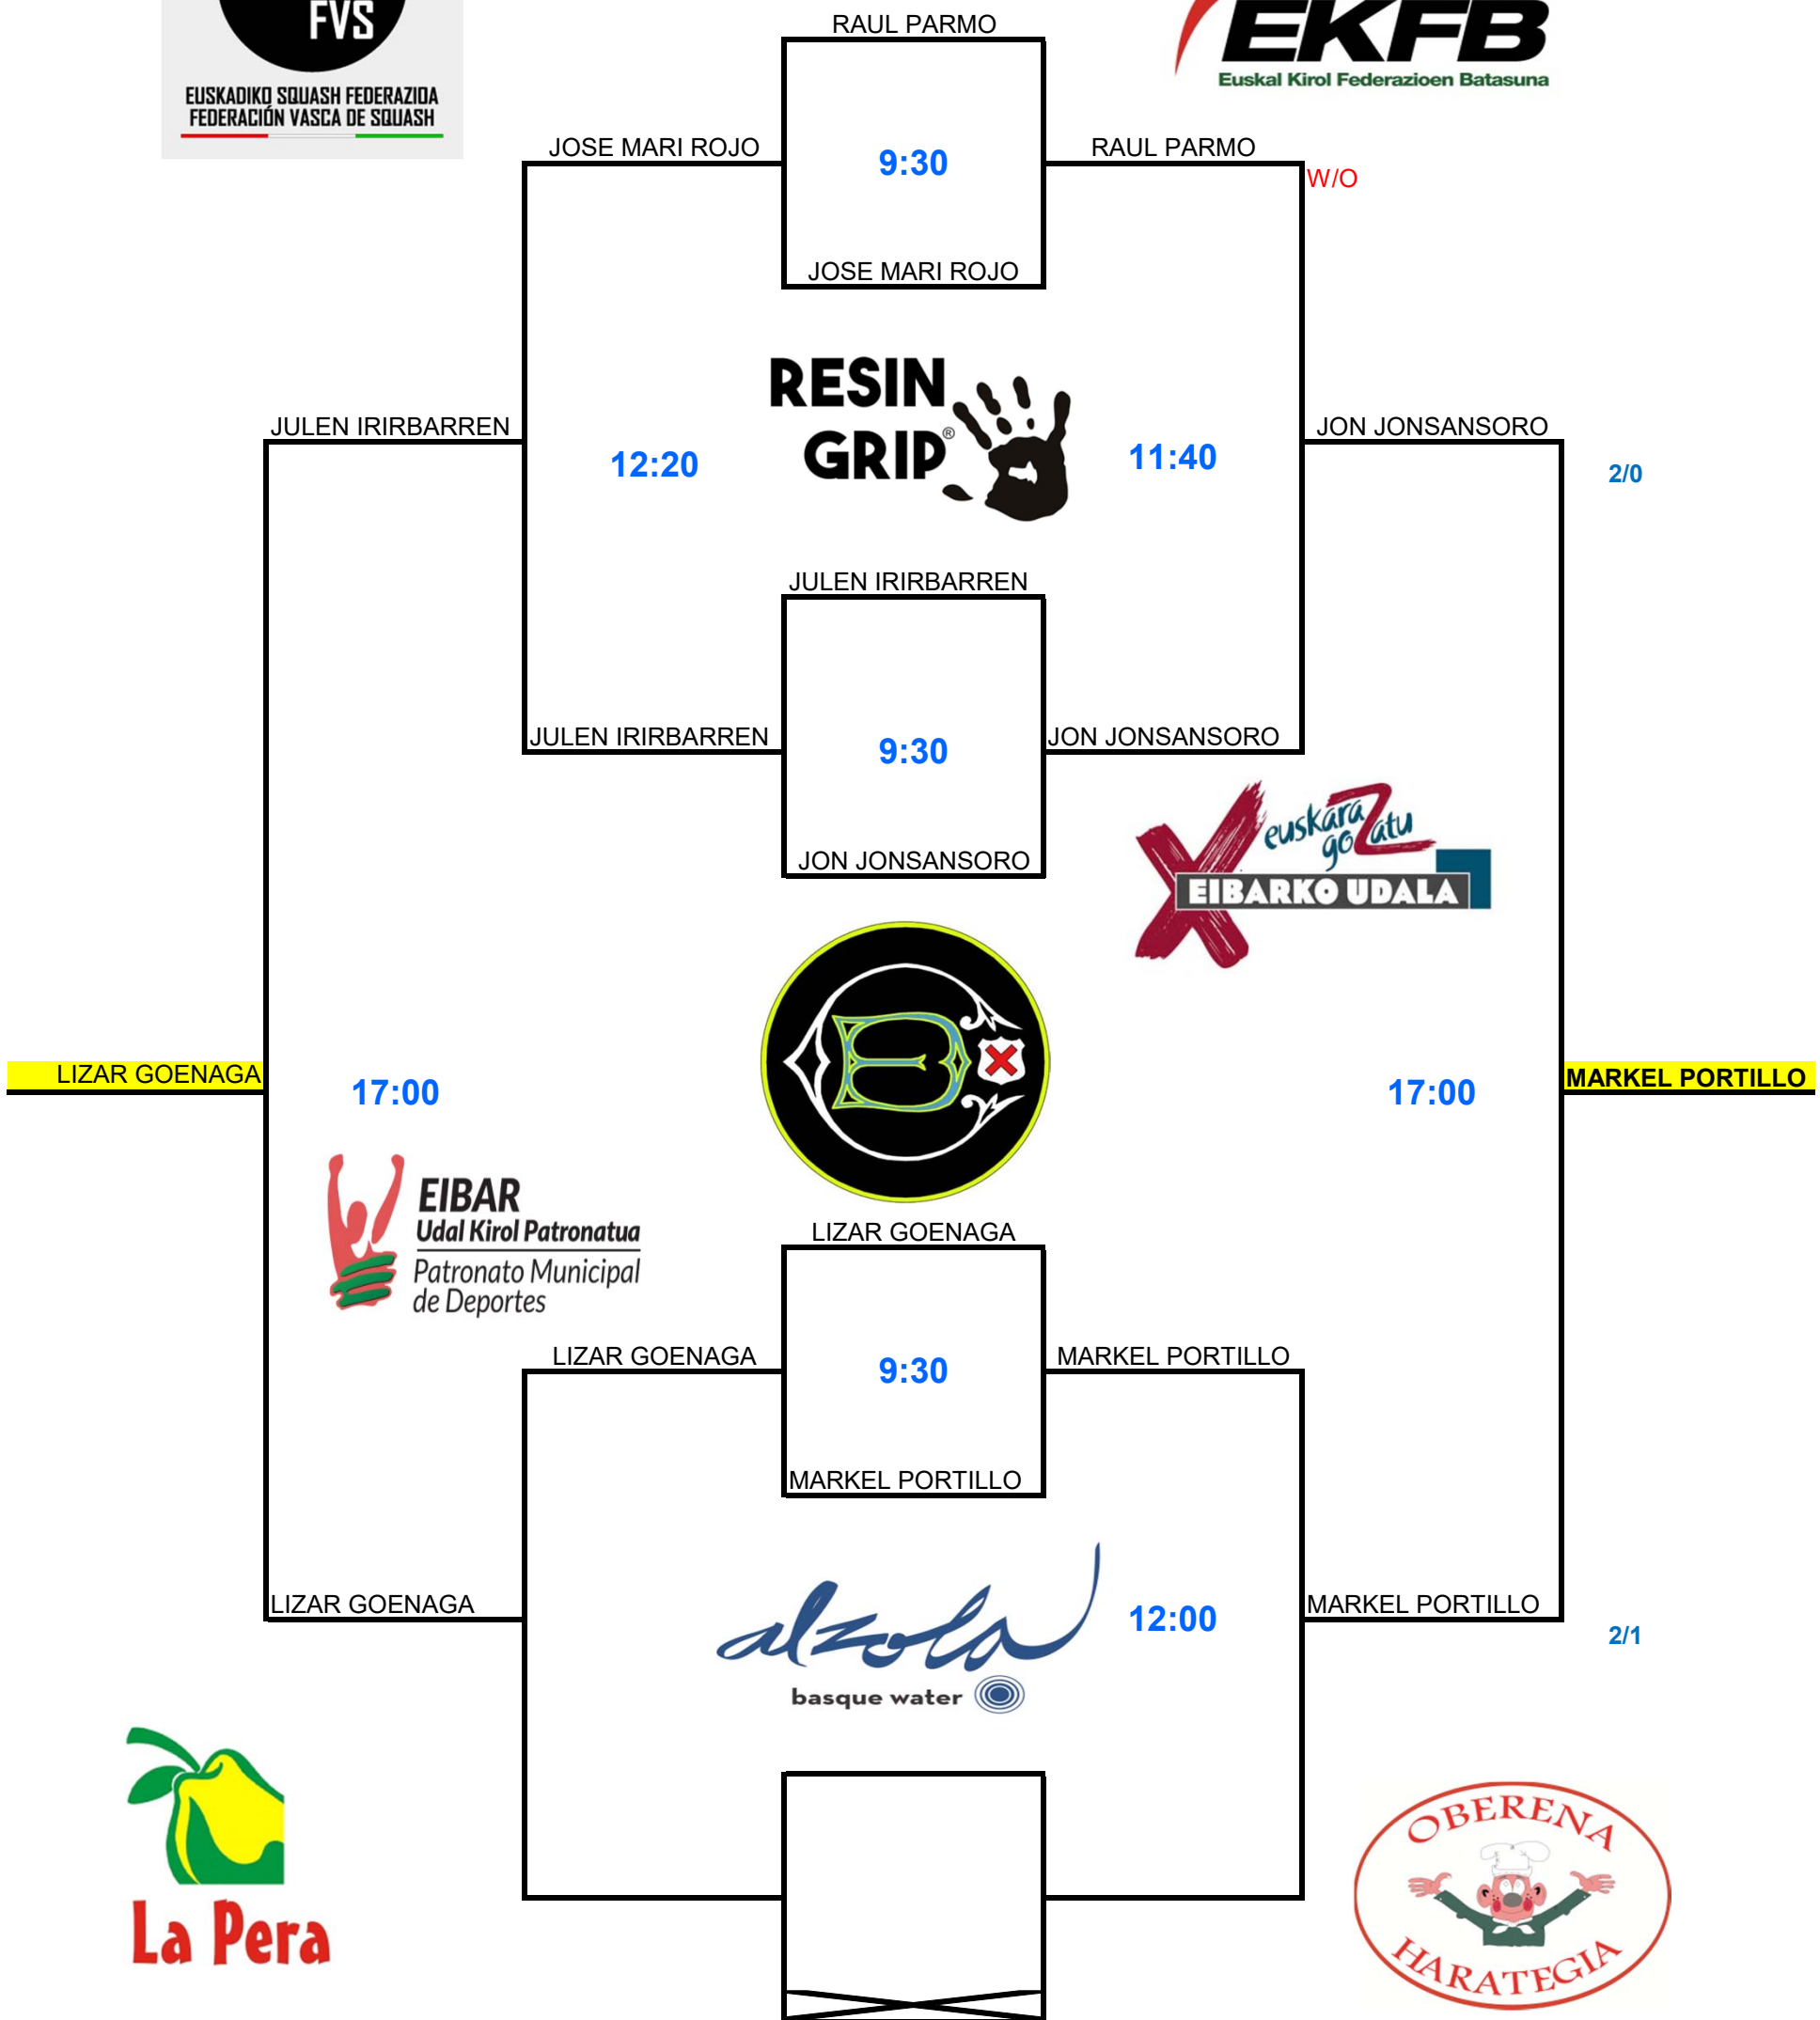 FVS
EUSKADIKO SQUASH FEDERAZIOA
FEDERACIÓN VASCA DE SQUASH
RAUL PARMO
EKFB
Euskal Kirol Federazioen Batasuna
JOSE MARI ROJO
9:30
RAUL PARMO
W/O
JOSE MARI ROJO
RESIN
GRIP®
JULEN IRIRBARREN
12:20
11:40
JON JONSANSORO
2/0
JULEN IRIRBARREN
JULEN IRIRBARREN
9:30
JON JONSANSORO
JON JONSANSORO
euskara
gozatu
EIBARKO UDALA
LIZAR GOENAGA
17:00
17:00
MARKEL PORTILLO
EIBAR
Udal Kirol Patronatua
Patronato Municipal
de Deportes
LIZAR GOENAGA
LIZAR GOENAGA
9:30
MARKEL PORTILLO
MARKEL PORTILLO
LIZAR GOENAGA
alzola
basque water
12:00
MARKEL PORTILLO
2/1
La Pera
OBERENA
HARATEGIA